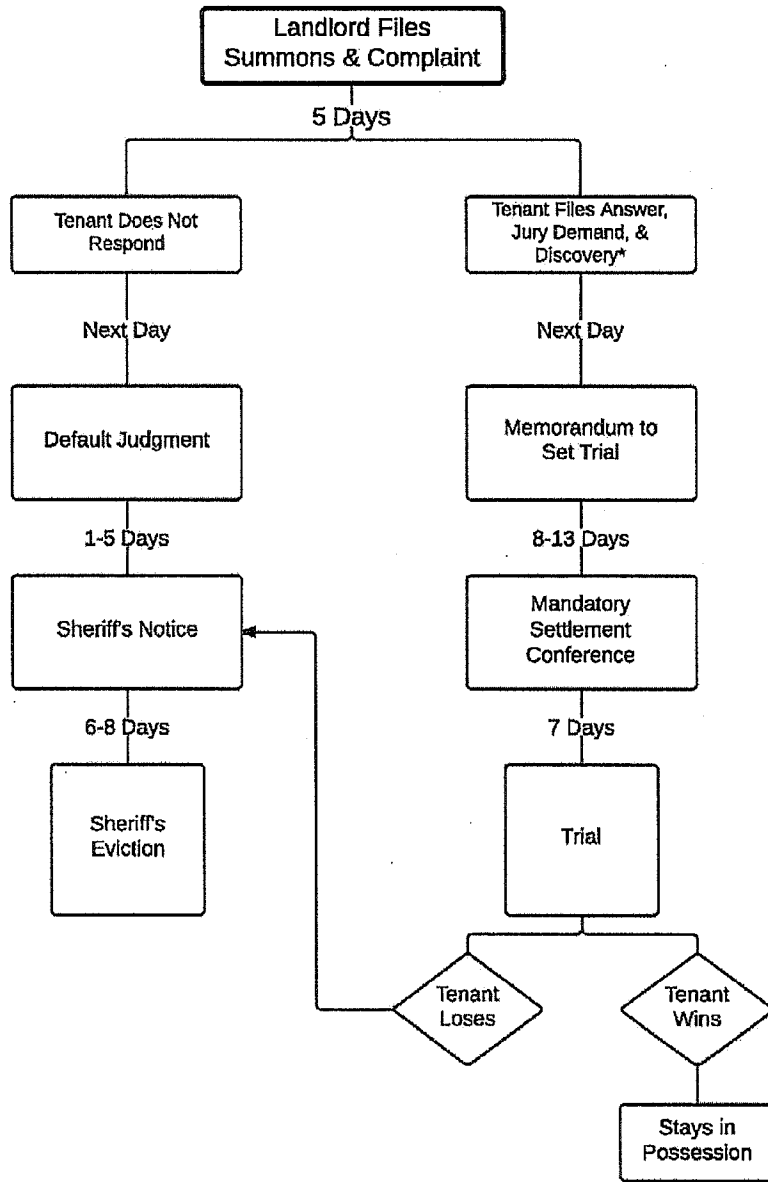 Landlord Files
Summons & Complaint
5 Days
Tenant Does Not
Respond
Tenant Files Answer,
Jury Demand, &
Discovery*
Next Day
Next Day
Default Judgment
Memorandum to
Set Trial
1-5 Days
8-13 Days
Sheriff's Notice
Mandatory
Settlement
Conference
6-8 Days
7 Days
Sheriff's
Eviction
Trial
Tenant
Loses
Tenant
Wins
Stays in
Possession